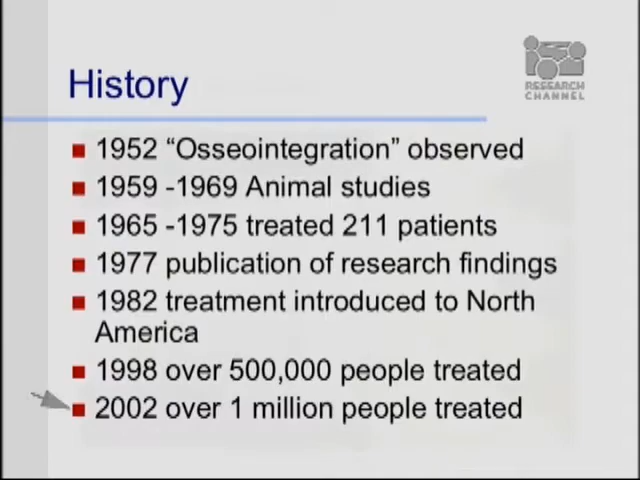 RESEARCH
CHANNEL
History
1952 “Osseointegration” observed
1959 -1969 Animal studies
1965 -1975 treated 211 patients
1977 publication of research findings
1982 treatment introduced to North
America
1998 over 500,000 people treated
2002 over 1 million people treated